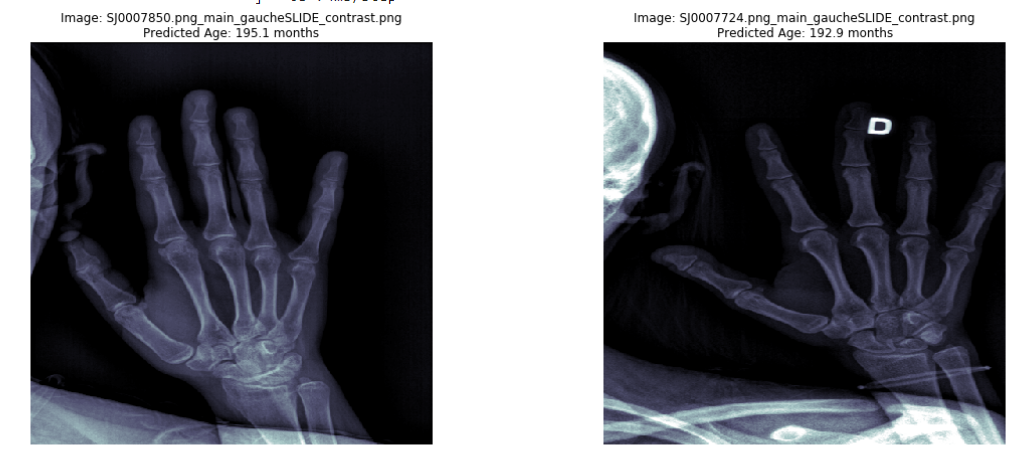 Image: SJ0007850.png_main_gaucheSLIDE_contrast.png
Predicted Age: 195.1 months
Image: SJ0007724.png_main_gaucheSLIDE_contrast.png
Predicted Age: 192.9 months
D